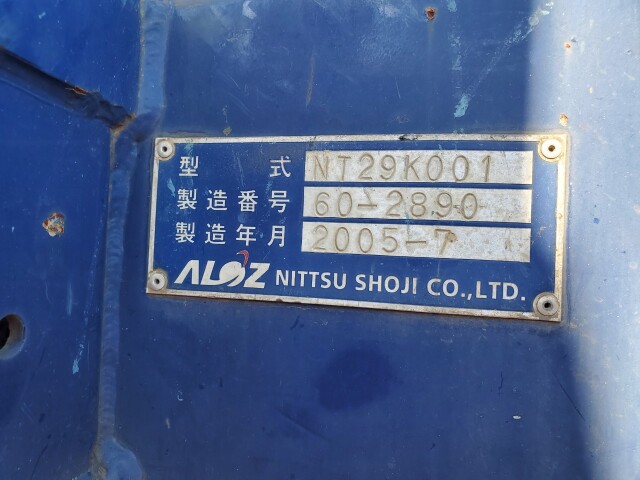 型式 NT29K001
製造番号 60-2890
製造年月 2005-7
ALOZ NITTSU SHOJI CO.,LTD.